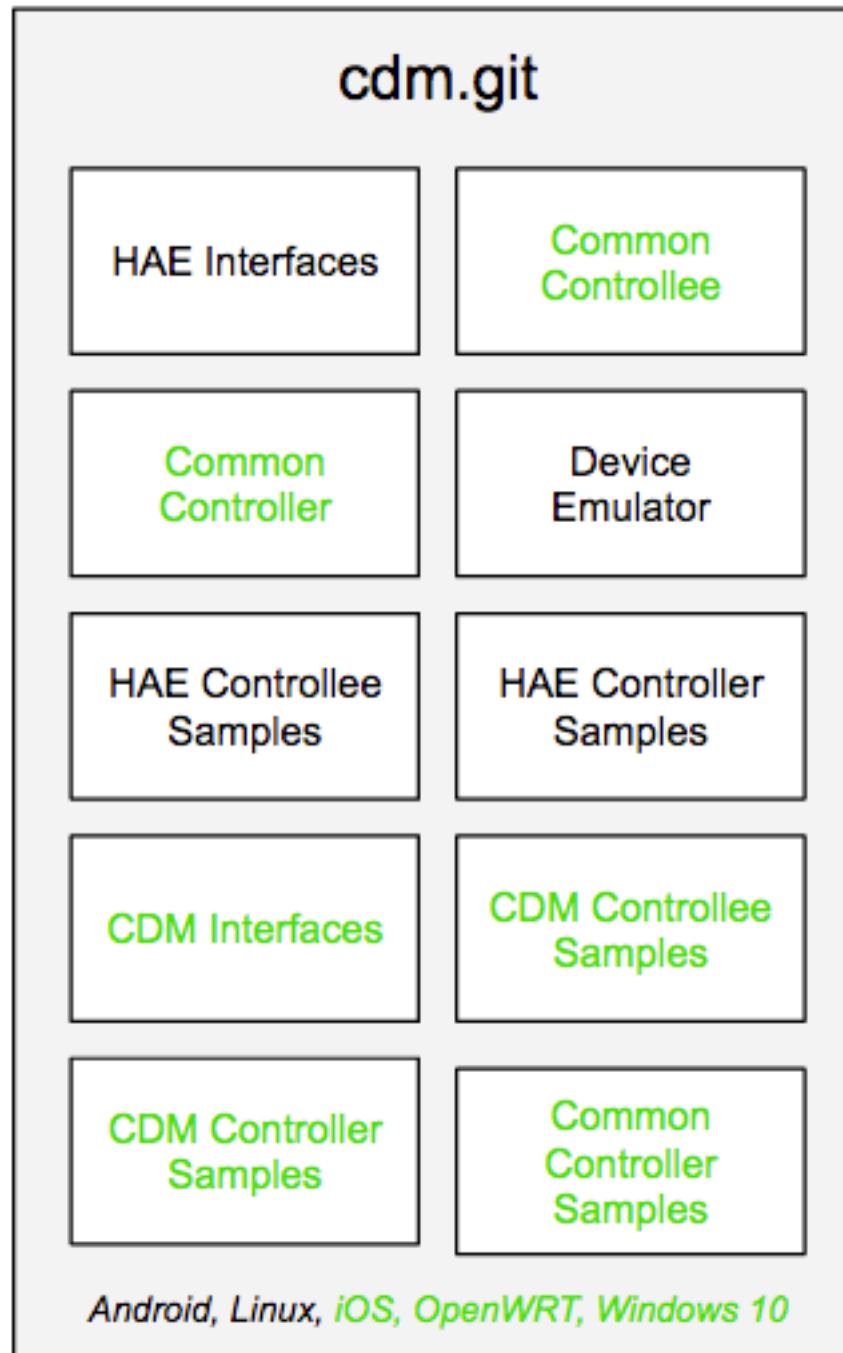 cdm.git
HAE Interfaces
Common
Controllee
Common
Controller
Device
Emulator
HAE Controllee
Samples
HAE Controller
Samples
CDM Interfaces
CDM Controllee
Samples
CDM Controller
Samples
Common
Controller
Samples
Android, Linux, iOS, OpenWRT, Windows 10